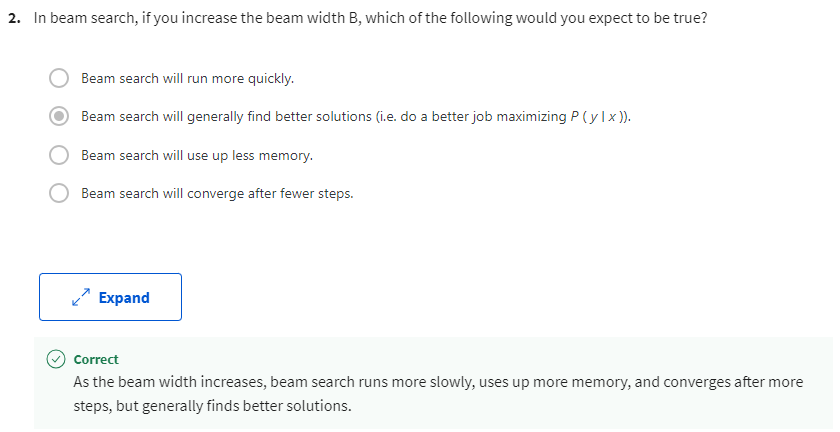 2. In beam search, if you increase the beam width B, which of the following would you expect to be true?
Beam search will run more quickly.
Beam search will generally find better solutions (i.e. do a better job maximizing P ( y | x )).
Beam search will use up less memory.
Beam search will converge after fewer steps.
Expand
Correct
As the beam width increases, beam search runs more slowly, uses up more memory, and converges after more
steps, but generally finds better solutions.